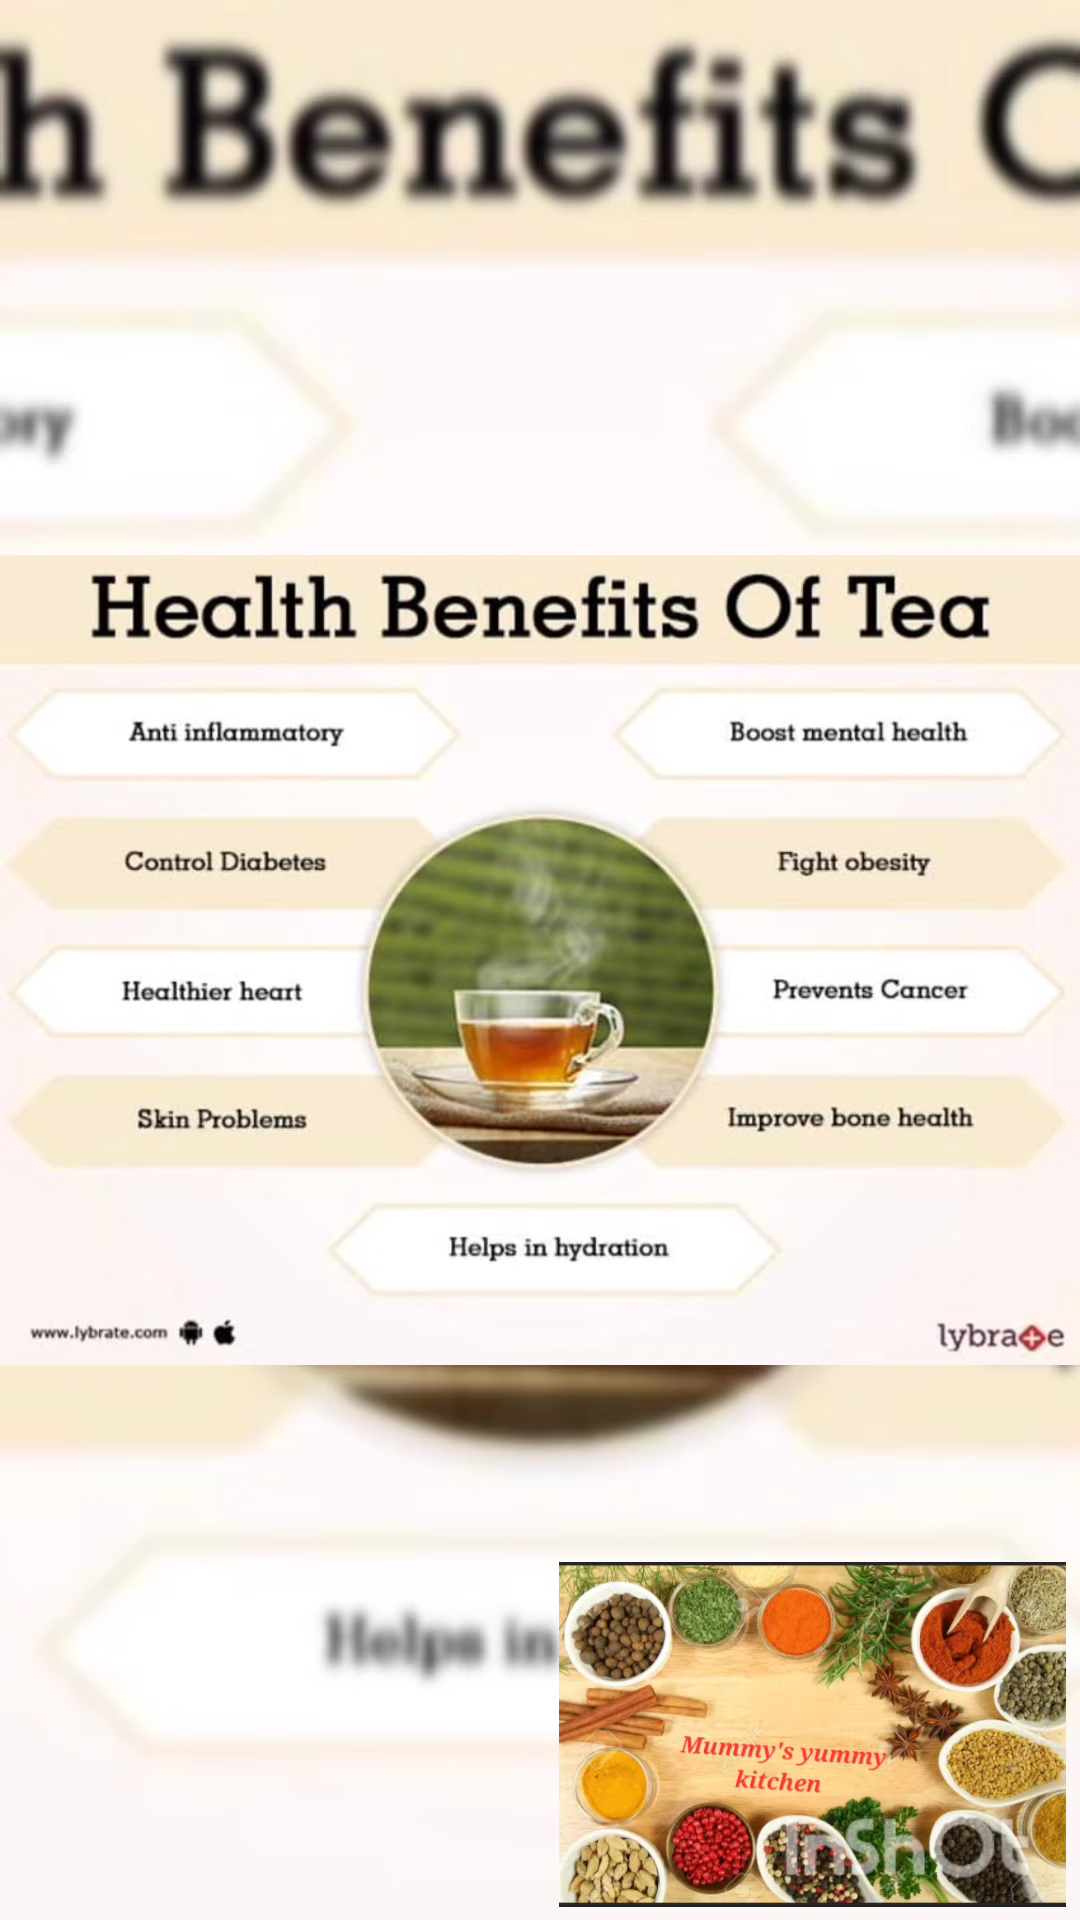 h Benefits O
ory
Boo
Health Benefits Of Tea
Anti inflammatory
Boost mental health
Control Diabetes
Fight obesity
Healthier heart
Prevents Cancer
Skin Problems
Improve bone health
Helps in hydration
www.lybrate.com
lybrate
Helps in
Mummy's yummy
kitchen
InShOt